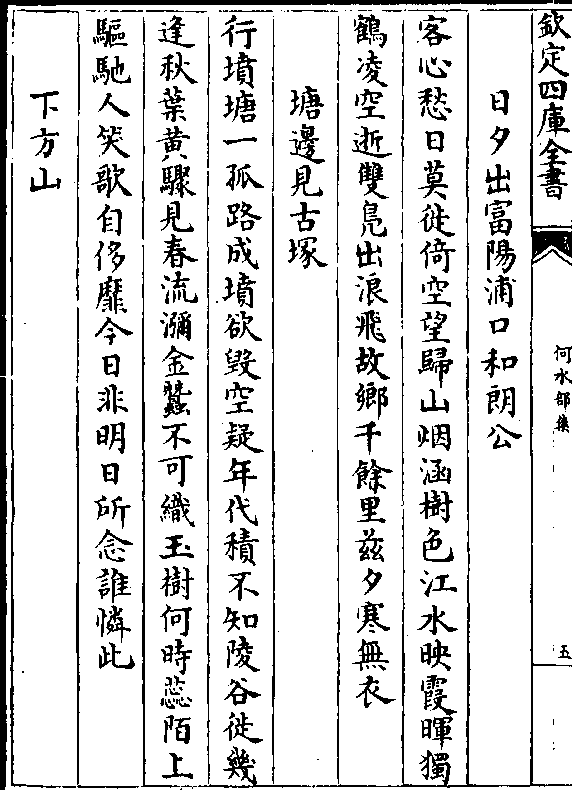 欽定四庫全書
何水部集
五
日夕出富陽浦口和朗公
客心愁日莫徙倚空望歸山烟涵樹色江水映霞暉獨
鶴凌空逝雙鳬出浪飛故鄉千餘里兹夕寒無衣
塘邊見古塚
行墳塘一孤路成墳欲毀空疑年代積不知陵谷徙幾
逢秋葉黄驟見春流瀰金蠶不可織玉樹何時蕊陌上
驅馳人笑歌自侈靡今日非明日所念誰憐此
下方山